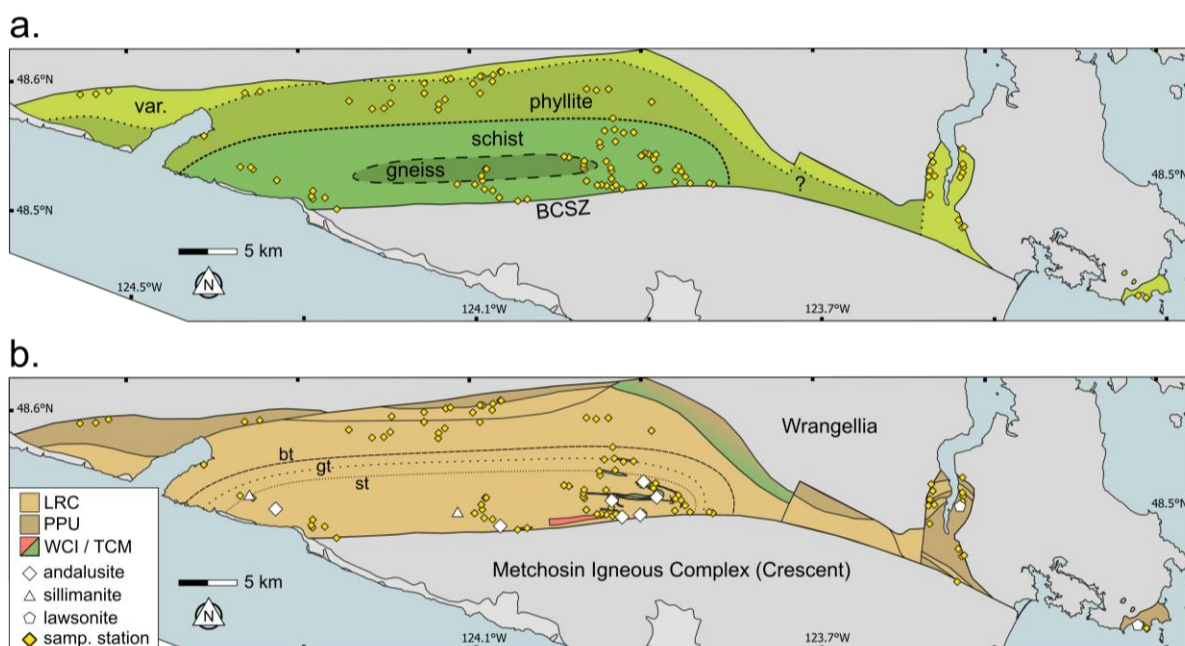 a.
48.6°N
var.
phyllite
schist
gneiss
?
48.5°N
48.5°N
BCSZ
5 km
N
124.5°W
124.1°W
123.7°W
b.
48.6°N
Wrangellia
bt
gt
st
48.5°N
LRC
PPU
WCI / TCM
andalusite
sillimanite
lawsonite
samp. station
Metchosin Igneous Complex (Crescent)
5 km
N
124.1°W
123.7°W